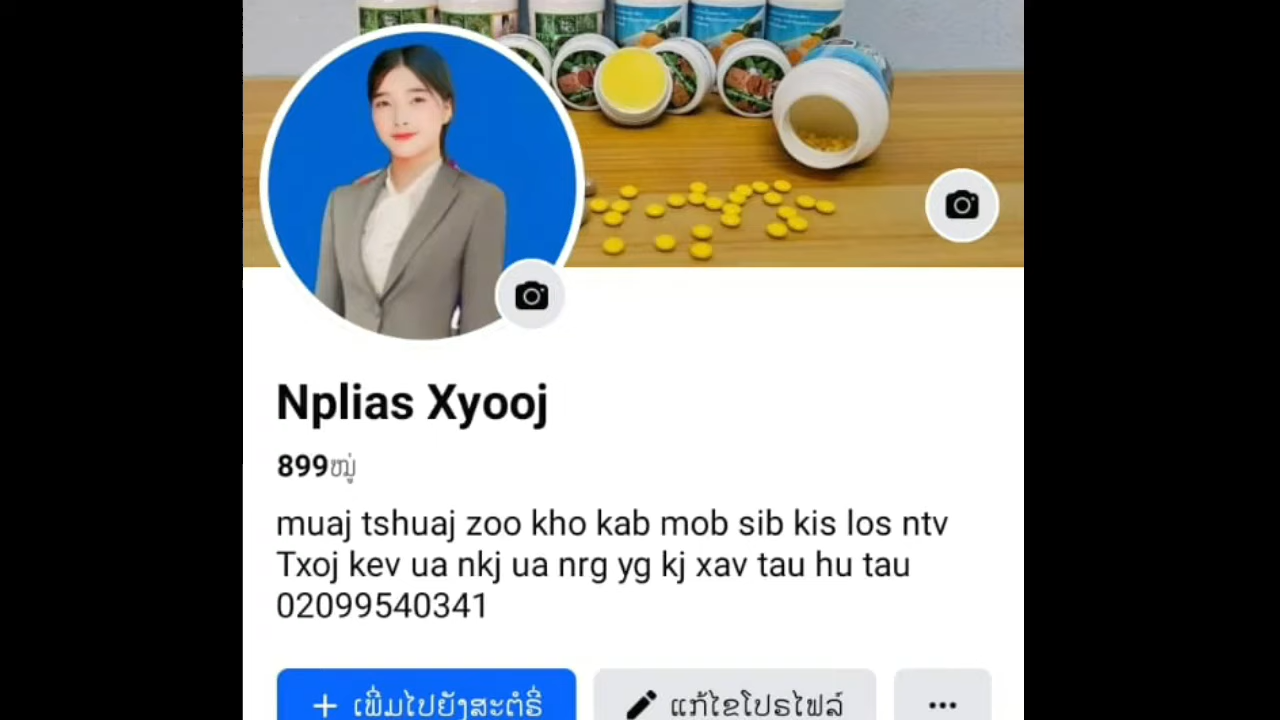 Nplias Xyooj
899ໝູ່
muaj tshuaj zoo kho kab mob sib kis los ntv
Txoj kev ua nkj ua nrg yg kj xav tau hu tau
02099540341
+ ເພີ່ມໄປຍັງສະຕໍຣີ່
ແກ້ໄຂໂປຣໄຟລ໌